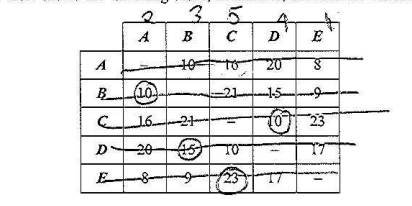 2 3 5 4 1
A B C D E
A – 10 16 20 8
B 10 – 21 15 9
C 16 21 – 10 23
D 20 15 10 – 17
E 8 9 23 17 –